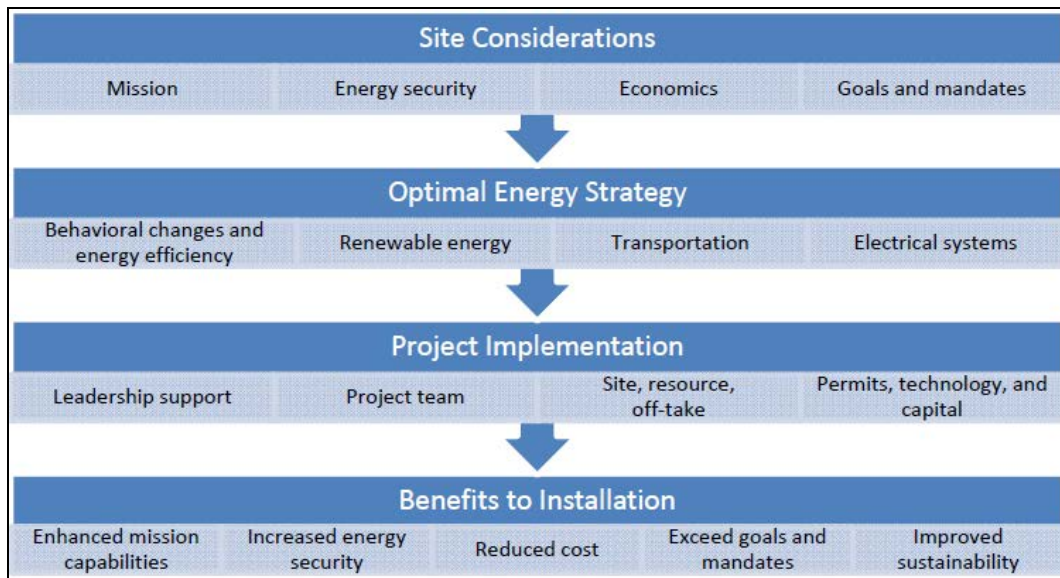 Site Considerations
Mission
Energy security
Economics
Goals and mandates
Optimal Energy Strategy
Behavioral changes and
energy efficiency
Renewable energy
Transportation
Electrical systems
Project Implementation
Leadership support
Project team
Site, resource,
off-take
Permits, technology, and
capital
Benefits to Installation
Enhanced mission
capabilities
Increased energy
security
Reduced cost
Exceed goals and
mandates
Improved
sustainability